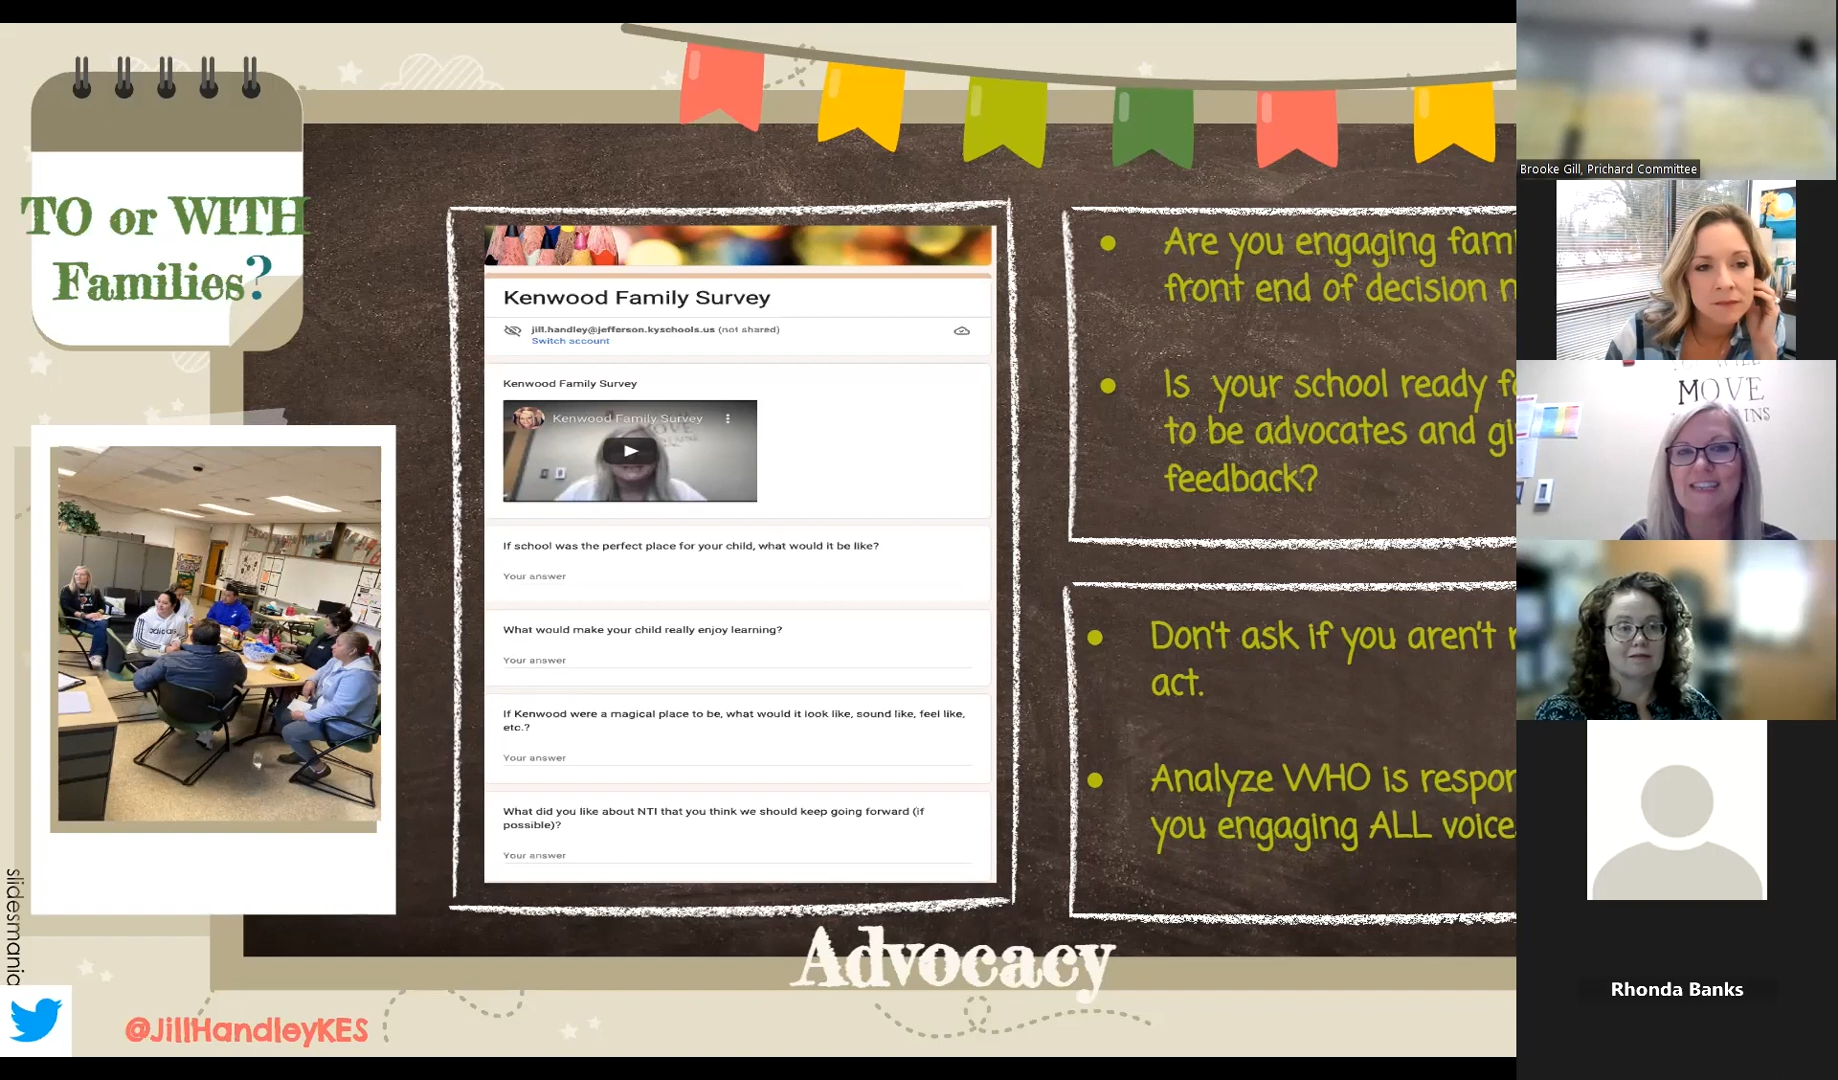 TO or WITH
Families?
Kenwood Family Survey
jill.handley@jefferson.kyschools.us (not shared)
Switch account
Kenwood Family Survey
Kenwood Family Survey
If school was the perfect place for your child, what would it be like?
Your answer
What would make your child really enjoy learning?
Your answer
If Kenwood were a magical place to be, what would it look like, sound like, feel like,
etc.?
Your answer
What did you like about NTI that you think we should keep going forward (if
possible)?
Your answer
Are you engaging fam
front end of decision
Is your school ready
to be advocates and
feedback?
Don't ask if you aren't
act.
Analyze WHO is
you engaging ALL voice
Advocacy
slidesmania
@JillHandleyKES
Brooke Gill, Prichard Committee
MOVE
Rhonda Banks